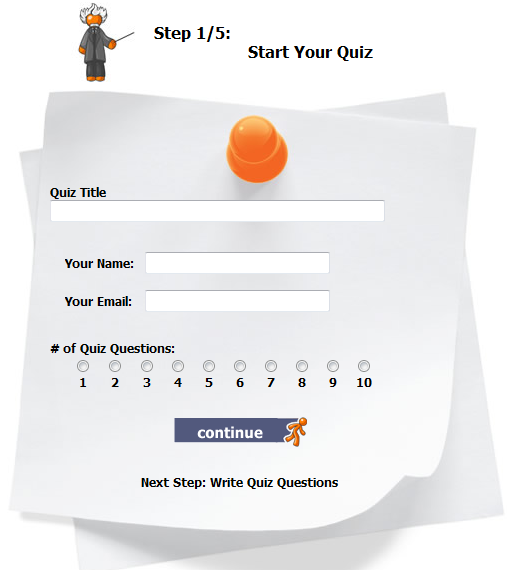 Step 1/5:
Start Your Quiz
Quiz Title
Your Name:
Your Email:
# of Quiz Questions:
1 2 3 4 5 6 7 8 9 10
continue
Next Step: Write Quiz Questions